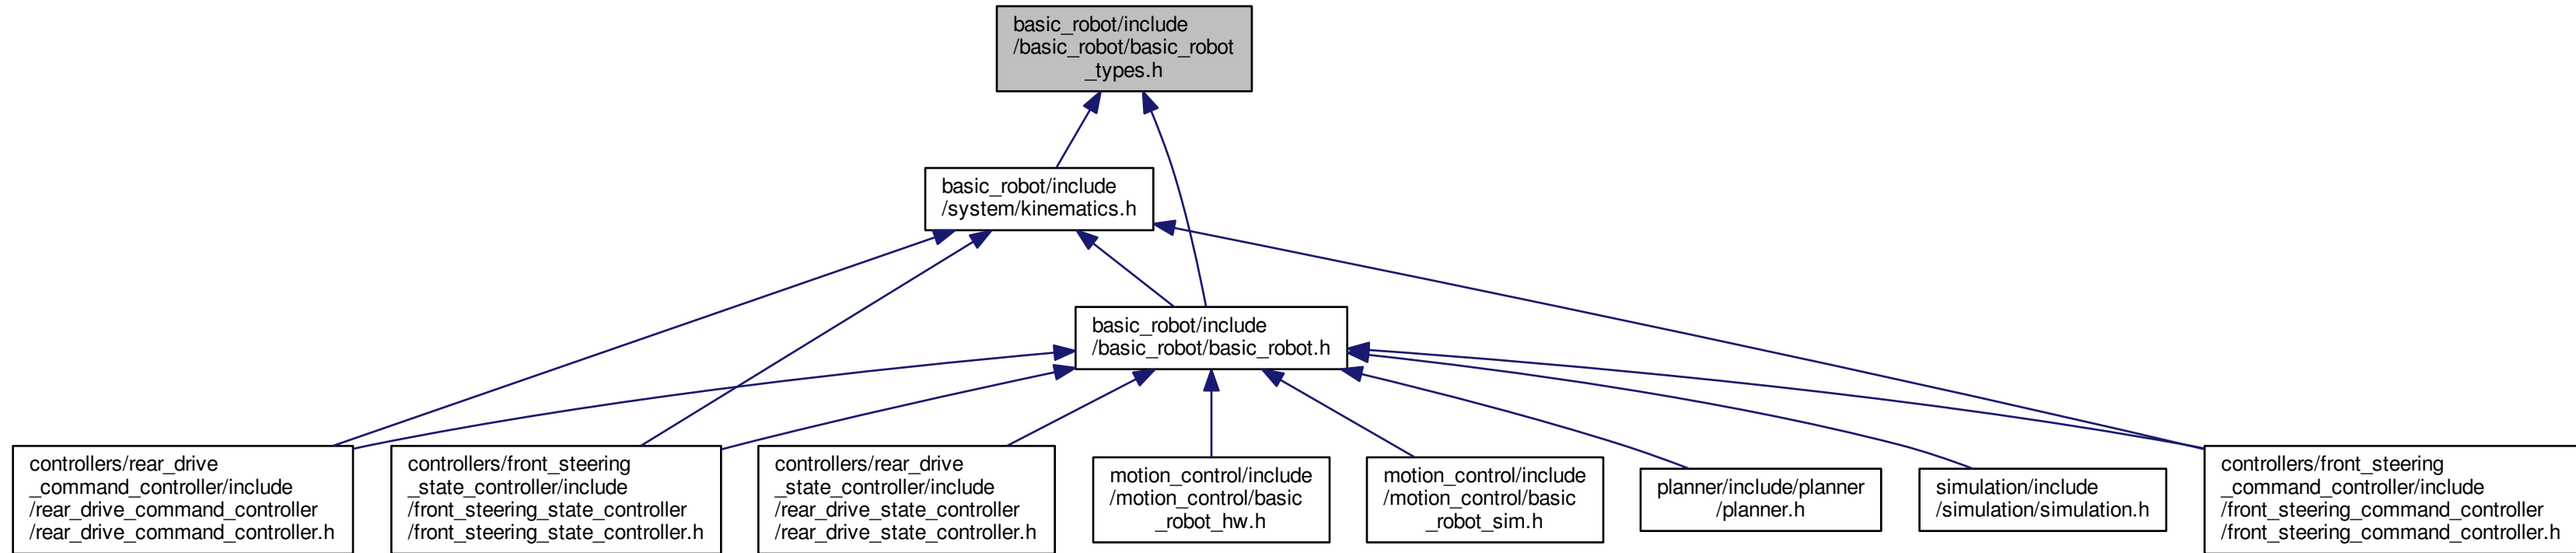 basic_robot/include
/basic_robot/basic_robot
_types.h
basic_robot/include
/system/kinematics.h
basic_robot/include
/basic_robot/basic_robot.h
controllers/rear_drive
_command_controller/include
/rear_drive_command_controller
/rear_drive_command_controller.h
controllers/front_steering
_state_controller/include
/front_steering_state_controller
/front_steering_state_controller.h
controllers/rear_drive
_state_controller/include
/rear_drive_state_controller
/rear_drive_state_controller.h
motion_control/include
/motion_control/basic
_robot_hw.h
motion_control/include
/motion_control/basic
_robot_sim.h
planner/include/planner
/planner.h
simulation/include
/simulation/simulation.h
controllers/front_steering
_command_controller/include
/front_steering_command_controller
/front_steering_command_controller.h